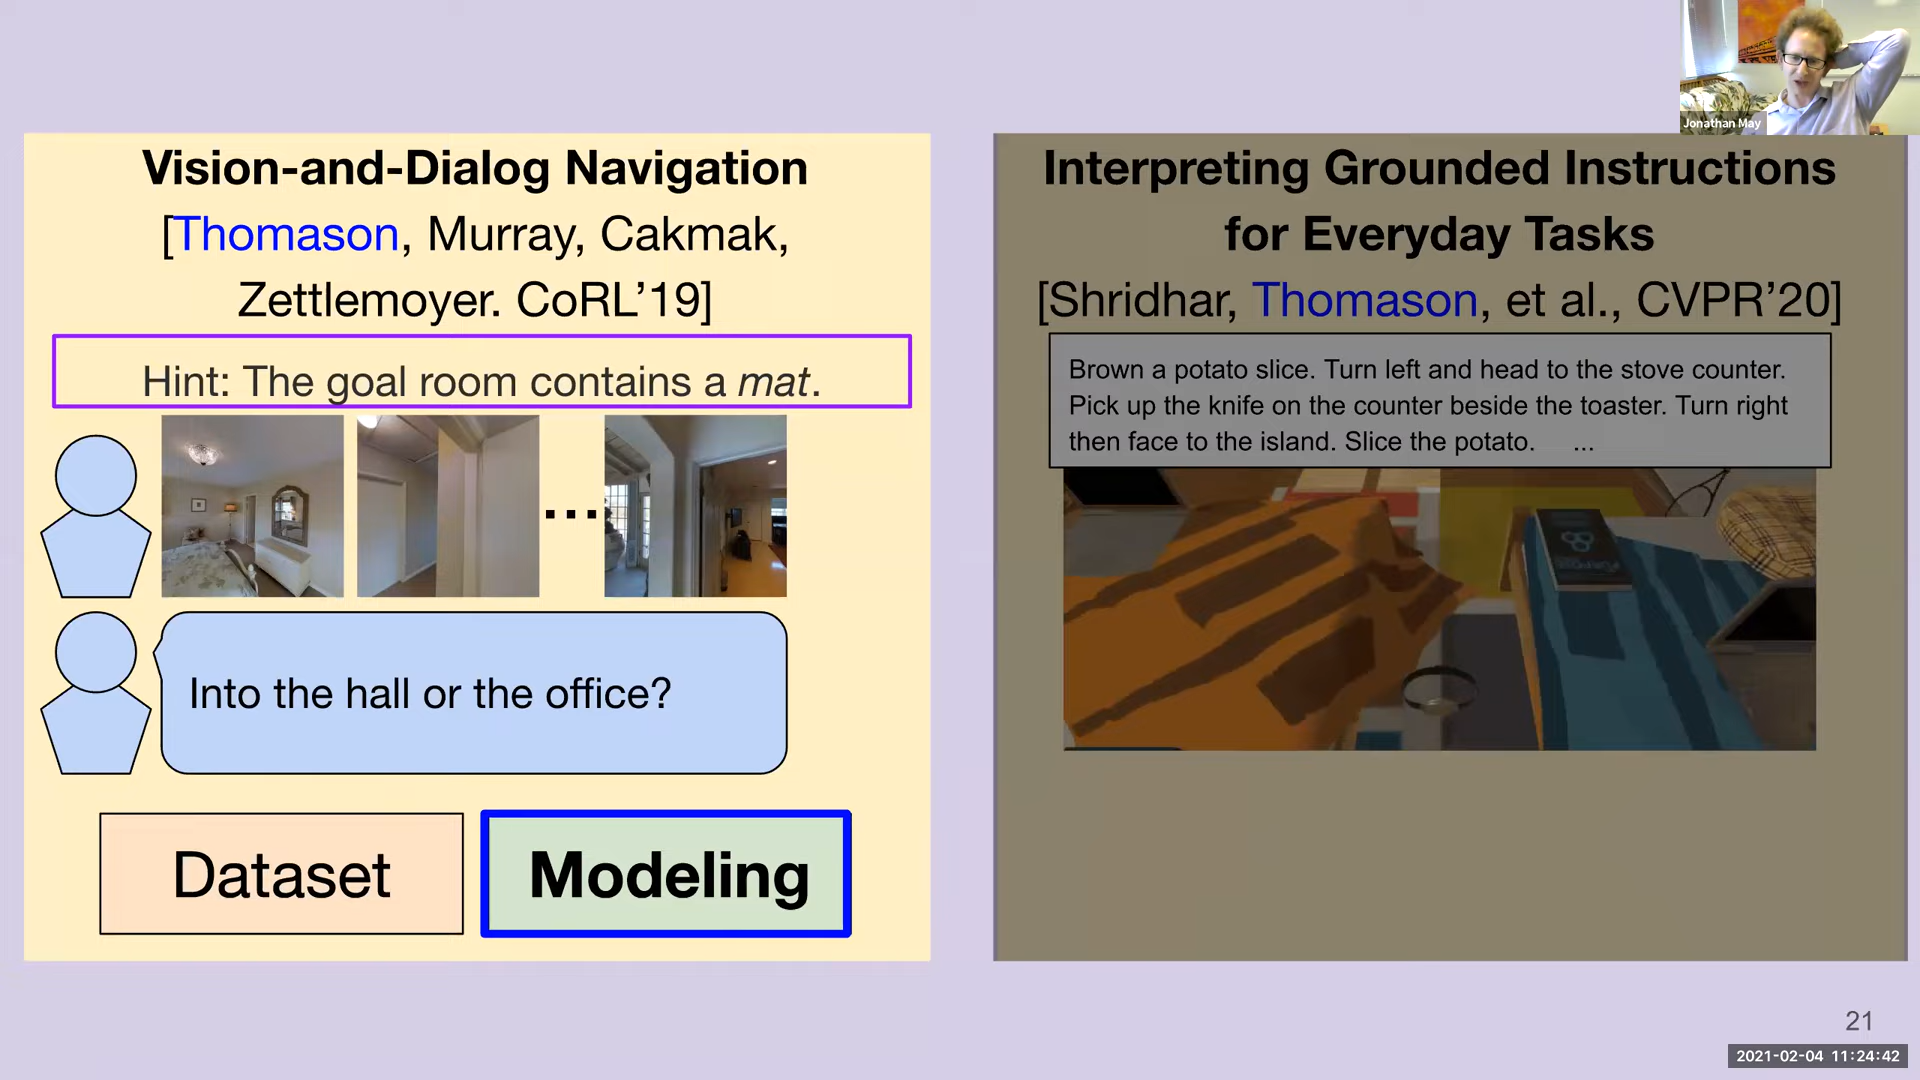 Jonathan May
Vision-and-Dialog Navigation
[Thomason, Murray, Cakmak,
Zettlemoyer. CoRL’19]
Hint: The goal room contains a mat.
...
Into the hall or the office?
Dataset
Modeling
Interpreting Grounded Instructions
for Everyday Tasks
[Shridhar, Thomason, et al., CVPR’20]
Brown a potato slice. Turn left and head to the stove counter.
Pick up the knife on the counter beside the toaster. Turn right
then face to the island. Slice the potato. ...
21
2021-02-04 11:24:42